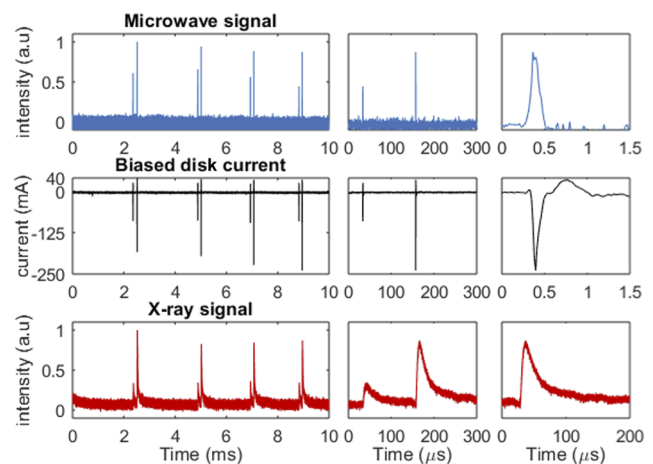 Microwave signal
intensity (a.u)
1
0.5
0
0 2 4 6 8 10
0 100 200 300
0 0.5 1 1.5
Biased disk current
current (mA)
40
0
-125
-250
0 2 4 6 8 10
0 100 200 300
0 0.5 1 1.5
X-ray signal
intensity (a.u)
1
0.5
0
0 2 4 6 8 10
0 100 200 300
0 100 200
Time (ms)
Time (μs)
Time (μs)